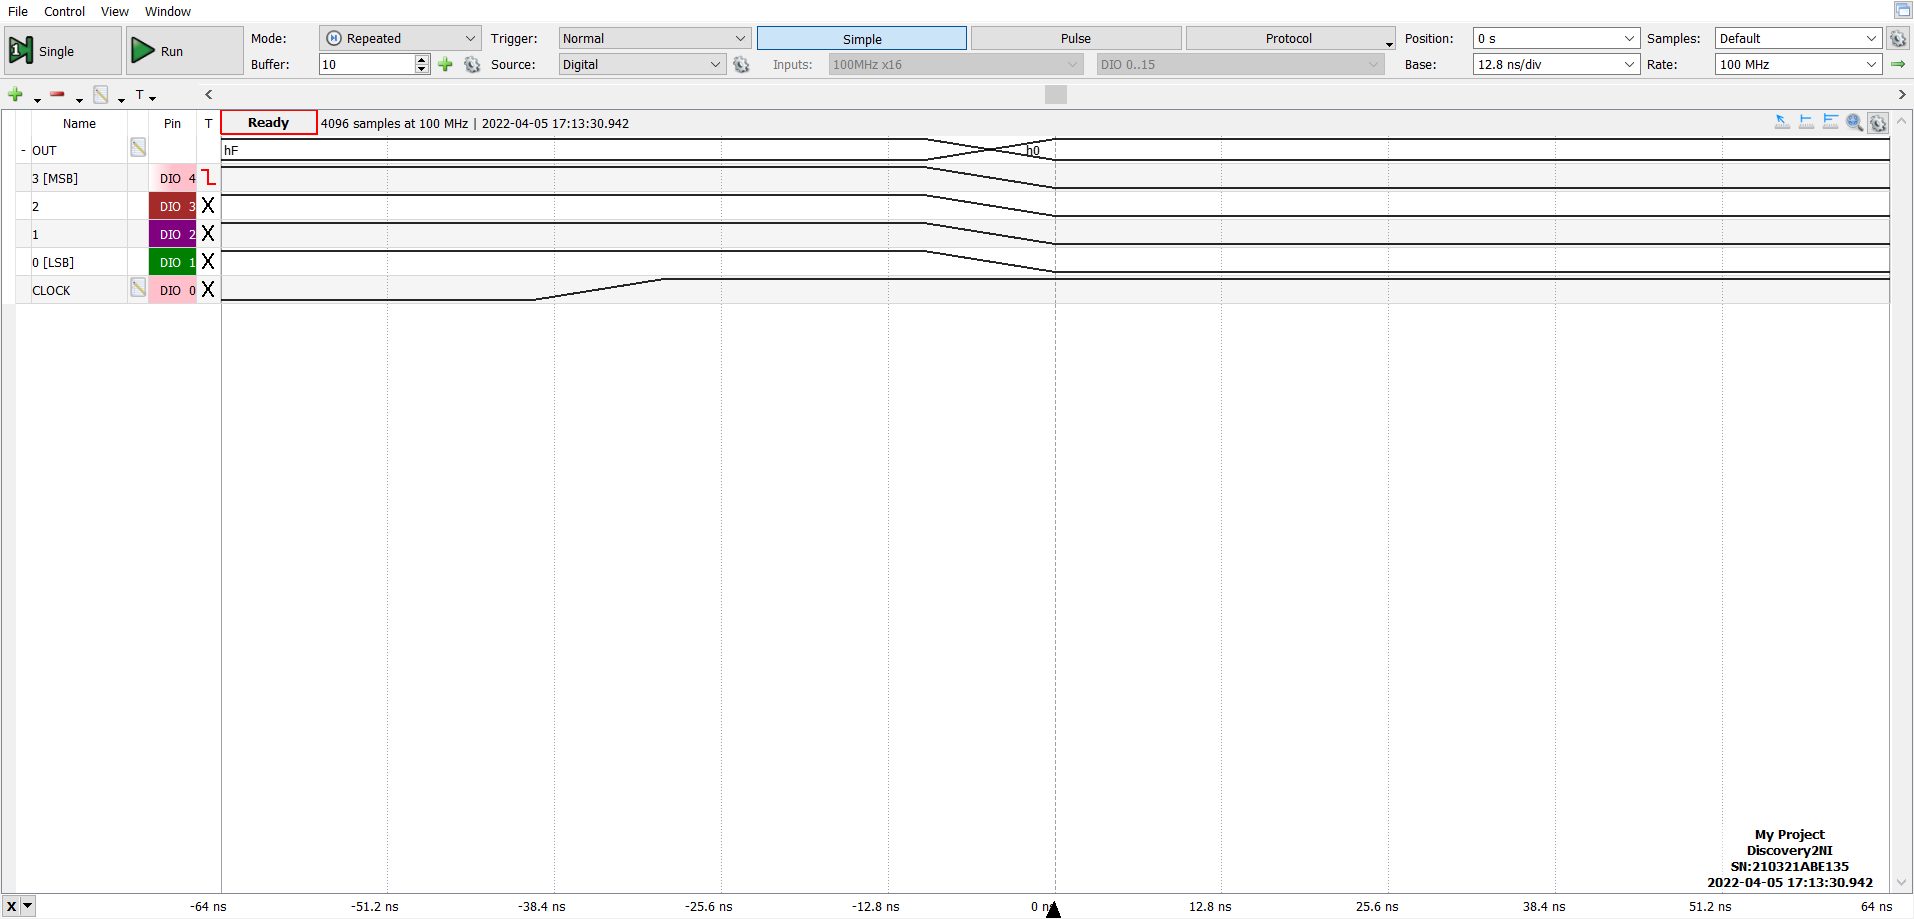 File Control View Window
Single Run Mode: Repeated Trigger: Normal Simple Pulse Protocol Position: 0 s Samples: Default
Buffer: 10 Source: Digital Inputs: 100MHz x16 DIO 0..15 Base: 12.8 ns/div Rate: 100 MHz
T
Name Pin T Ready 4096 samples at 100 MHz | 2022-04-05 17:13:30.942
- OUT hF h0
3 [MSB] DIO 4
2 DIO 3 X
1 DIO 2 X
0 [LSB] DIO 1 X
CLOCK DIO 0 X
My Project
Discovery2NI
SN:210321ABE135
2022-04-05 17:13:30.942
X -64 ns -51.2 ns -38.4 ns -25.6 ns -12.8 ns 0 ns 12.8 ns 25.6 ns 38.4 ns 51.2 ns 64 ns